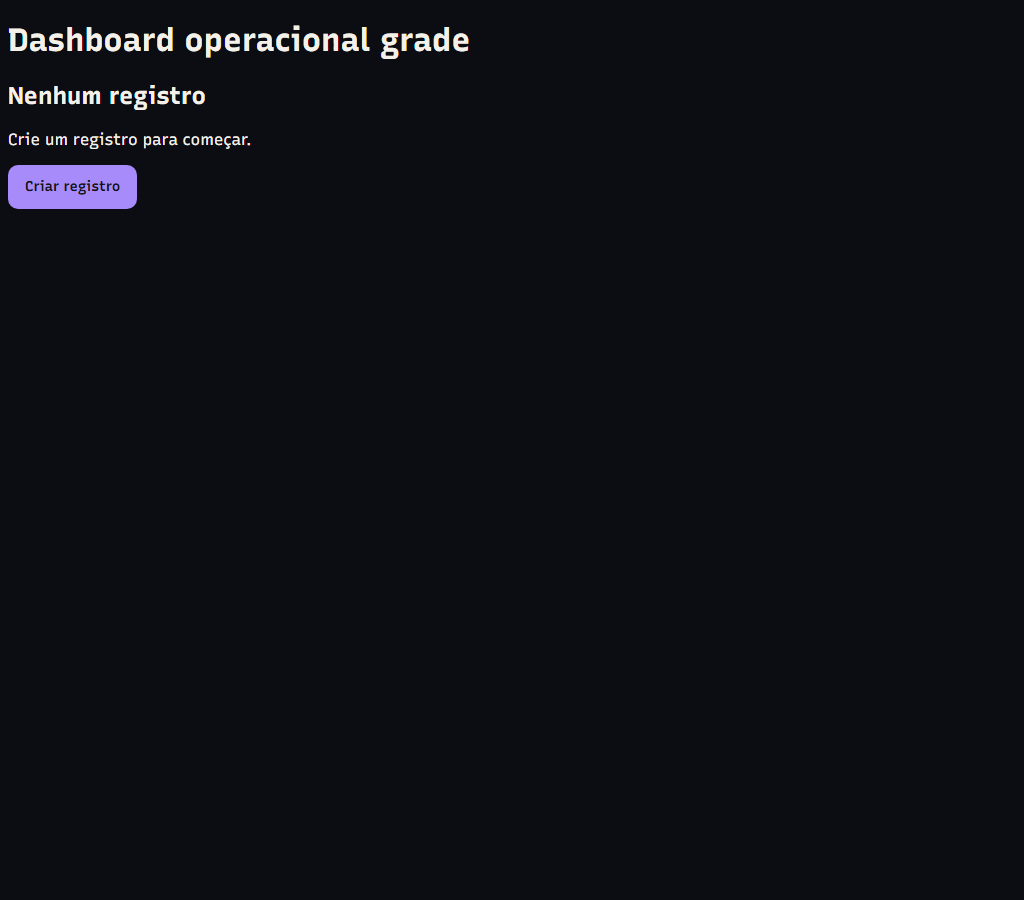 Dashboard operacional grade
Nenhum registro
Crie um registro para começar.
Criar registro